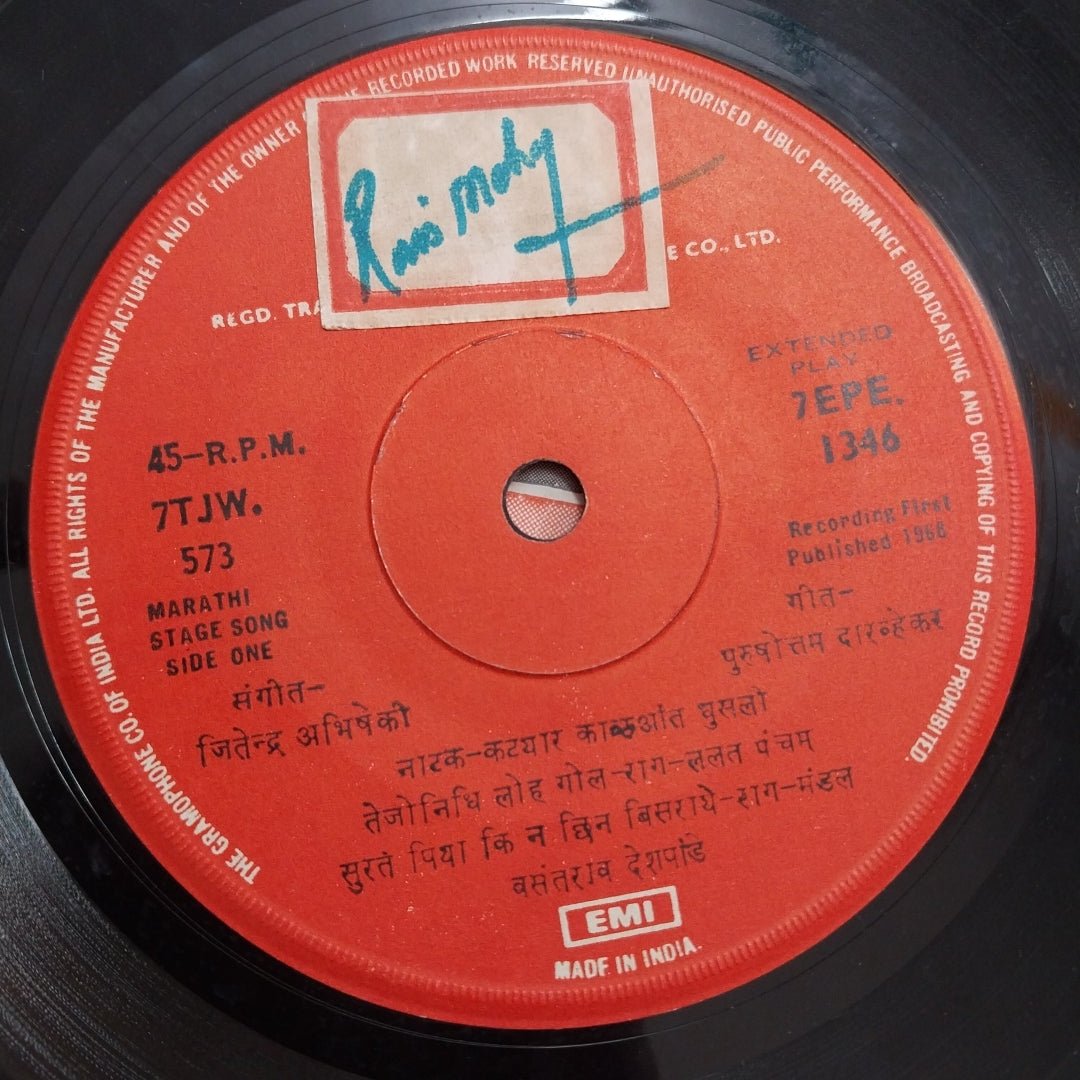 THE GRAMOPHONE CO. OF INDIA LTD. ALL RIGHTS OF THE MANUFACTURER AND OF THE OWNER RECORDED WORK RESERVED UNAUTHORISED PUBLIC PERFORMANCE BROADCASTING AND COPYING OF THIS RECORD PROHIBITED.
REGD. CO., LTD.
EXTENDED
PLAY
7EPE.
1346
45-R.P.M.
7TJW.
573
Recording First
Published 1968
MARATHI
STAGE SONG
SIDE ONE
गीत-
पुरुषोत्तम दारव्हेकर
संगीत-
जितेन्द्र अभिषेकी
नाटक-कटयार काळजांत घुसली
तेजोनिधि लोह गोल-राग-ललत पंचम
सुरत पिया कि न छिन बिसराये-राग-मंडल
वसंतराव देशपांडे
EMI
MADE IN INDIA.